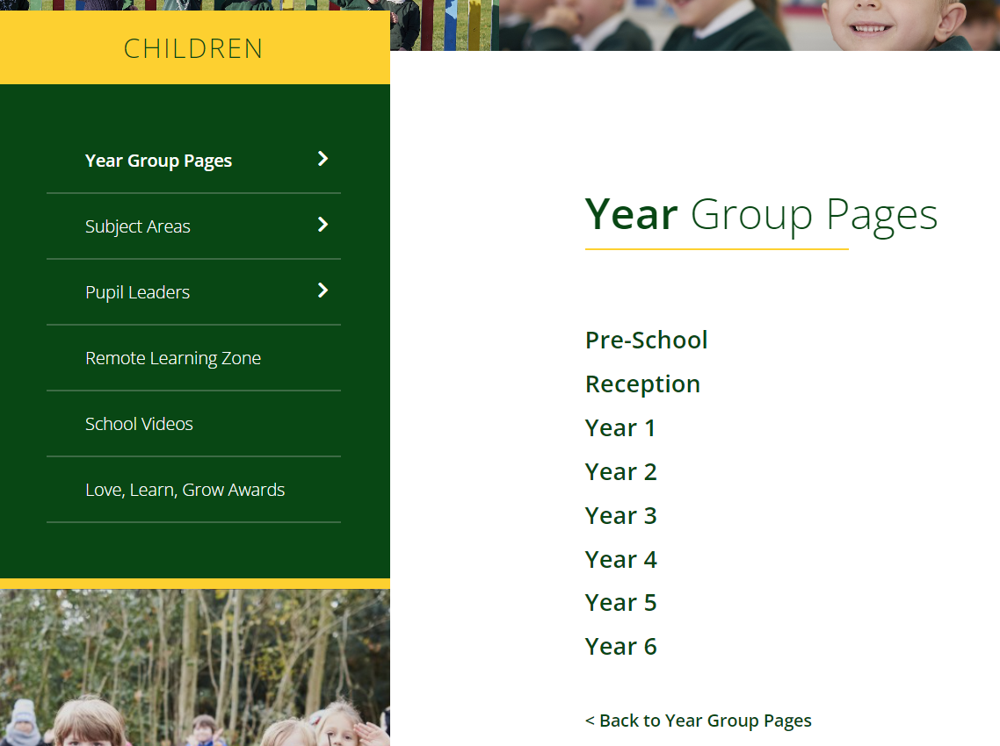 CHILDREN
Year Group Pages
Subject Areas
Pupil Leaders
Remote Learning Zone
School Videos
Love, Learn, Grow Awards
Year Group Pages
Pre-School
Reception
Year 1
Year 2
Year 3
Year 4
Year 5
Year 6
< Back to Year Group Pages